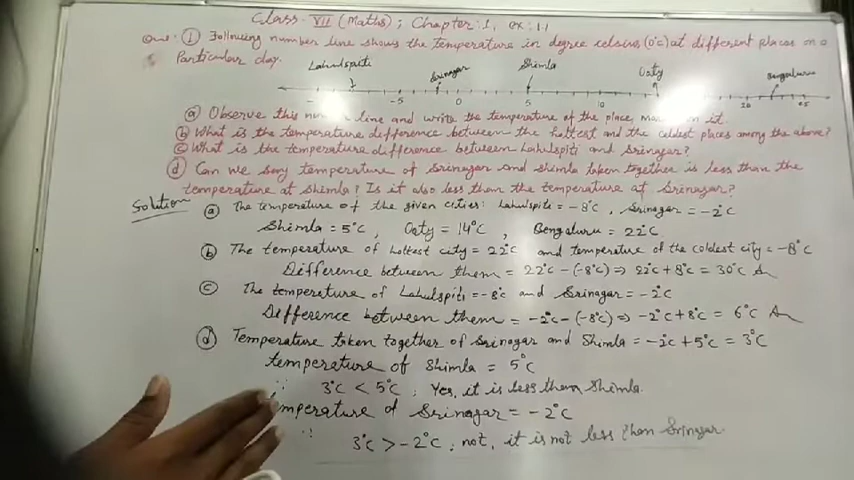 Class-VII (Maths); Chapter:1, ex:1.1
Que: ① Following number line shows the temperature in degree celsius (0°c) at different places on a
Particular day.
Lahulspiti Srinagar Shimla Ooty Bengaluru
-5 0 5 10 20 25
ⓐ Observe this number line and write the temperature of the place, on it.
ⓑ What is the temperature difference between the hottest and the coldest places among the above?
ⓒ What is the temperature difference between Lahulspiti and Srinagar?
ⓓ Can we say temperature of Srinagar and Shimla taken together is less than the
temperature at Shimla? Is it also less than the temperature at Srinagar?
Solution ⓐ The temperature of the given cities: Lahulspiti = -8°C, Srinagar = -2°C
Shimla = 5°C, Ooty = 14°C, Bengaluru = 22°C
ⓑ The temperature of hottest city = 22°C and temperature of the coldest city = -8°C
Difference between them = 22°C-(-8°C) ⇒ 22°C+8°C = 30°C An
ⓒ The temperature of Lahulspiti = -8°C and Srinagar = -2°C
Difference between them = -2°C-(-8°C) ⇒ -2°C+8°C = 6°C An
ⓓ Temperature taken together of Srinagar and Shimla = -2°C+5°C = 3°C
temperature of Shimla = 5°C
∵ 3°C < 5°C; Yes, it is less than Shimla.
temperature of Srinagar = -2°C
∵ 3°C > -2°C; not, it is not less than Srinagar